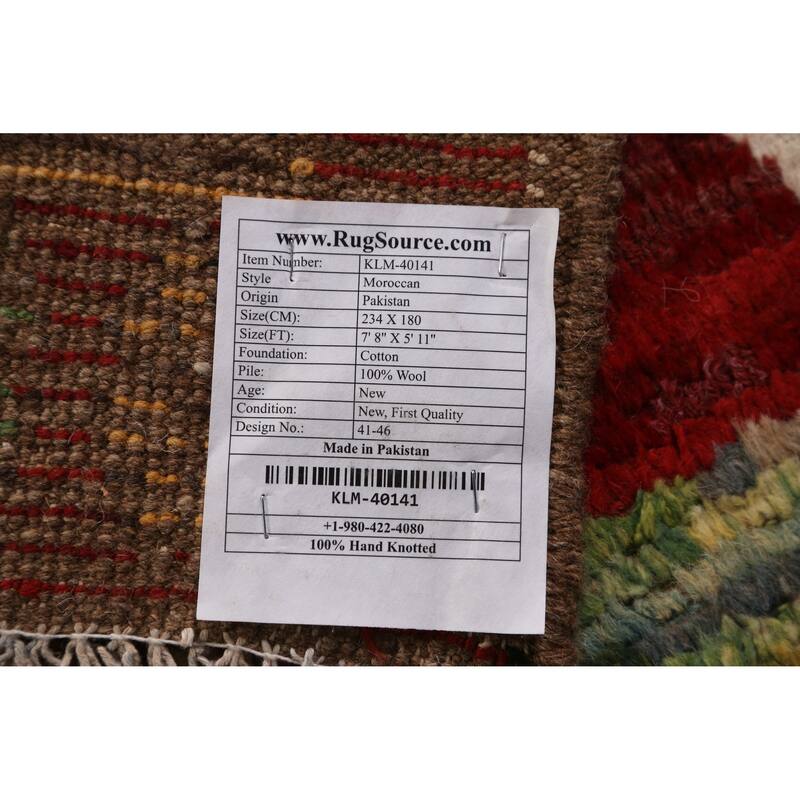 www.RugSource.com
Item Number: KLM-40141
Style Moroccan
Origin Pakistan
Size(CM): 234 X 180
Size(FT): 7' 8" X 5' 11"
Foundation: Cotton
Pile: 100% Wool
Age: New
Condition: New, First Quality
Design No.: 41-46
Made in Pakistan
KLM-40141
+1-980-422-4080
100% Hand Knotted